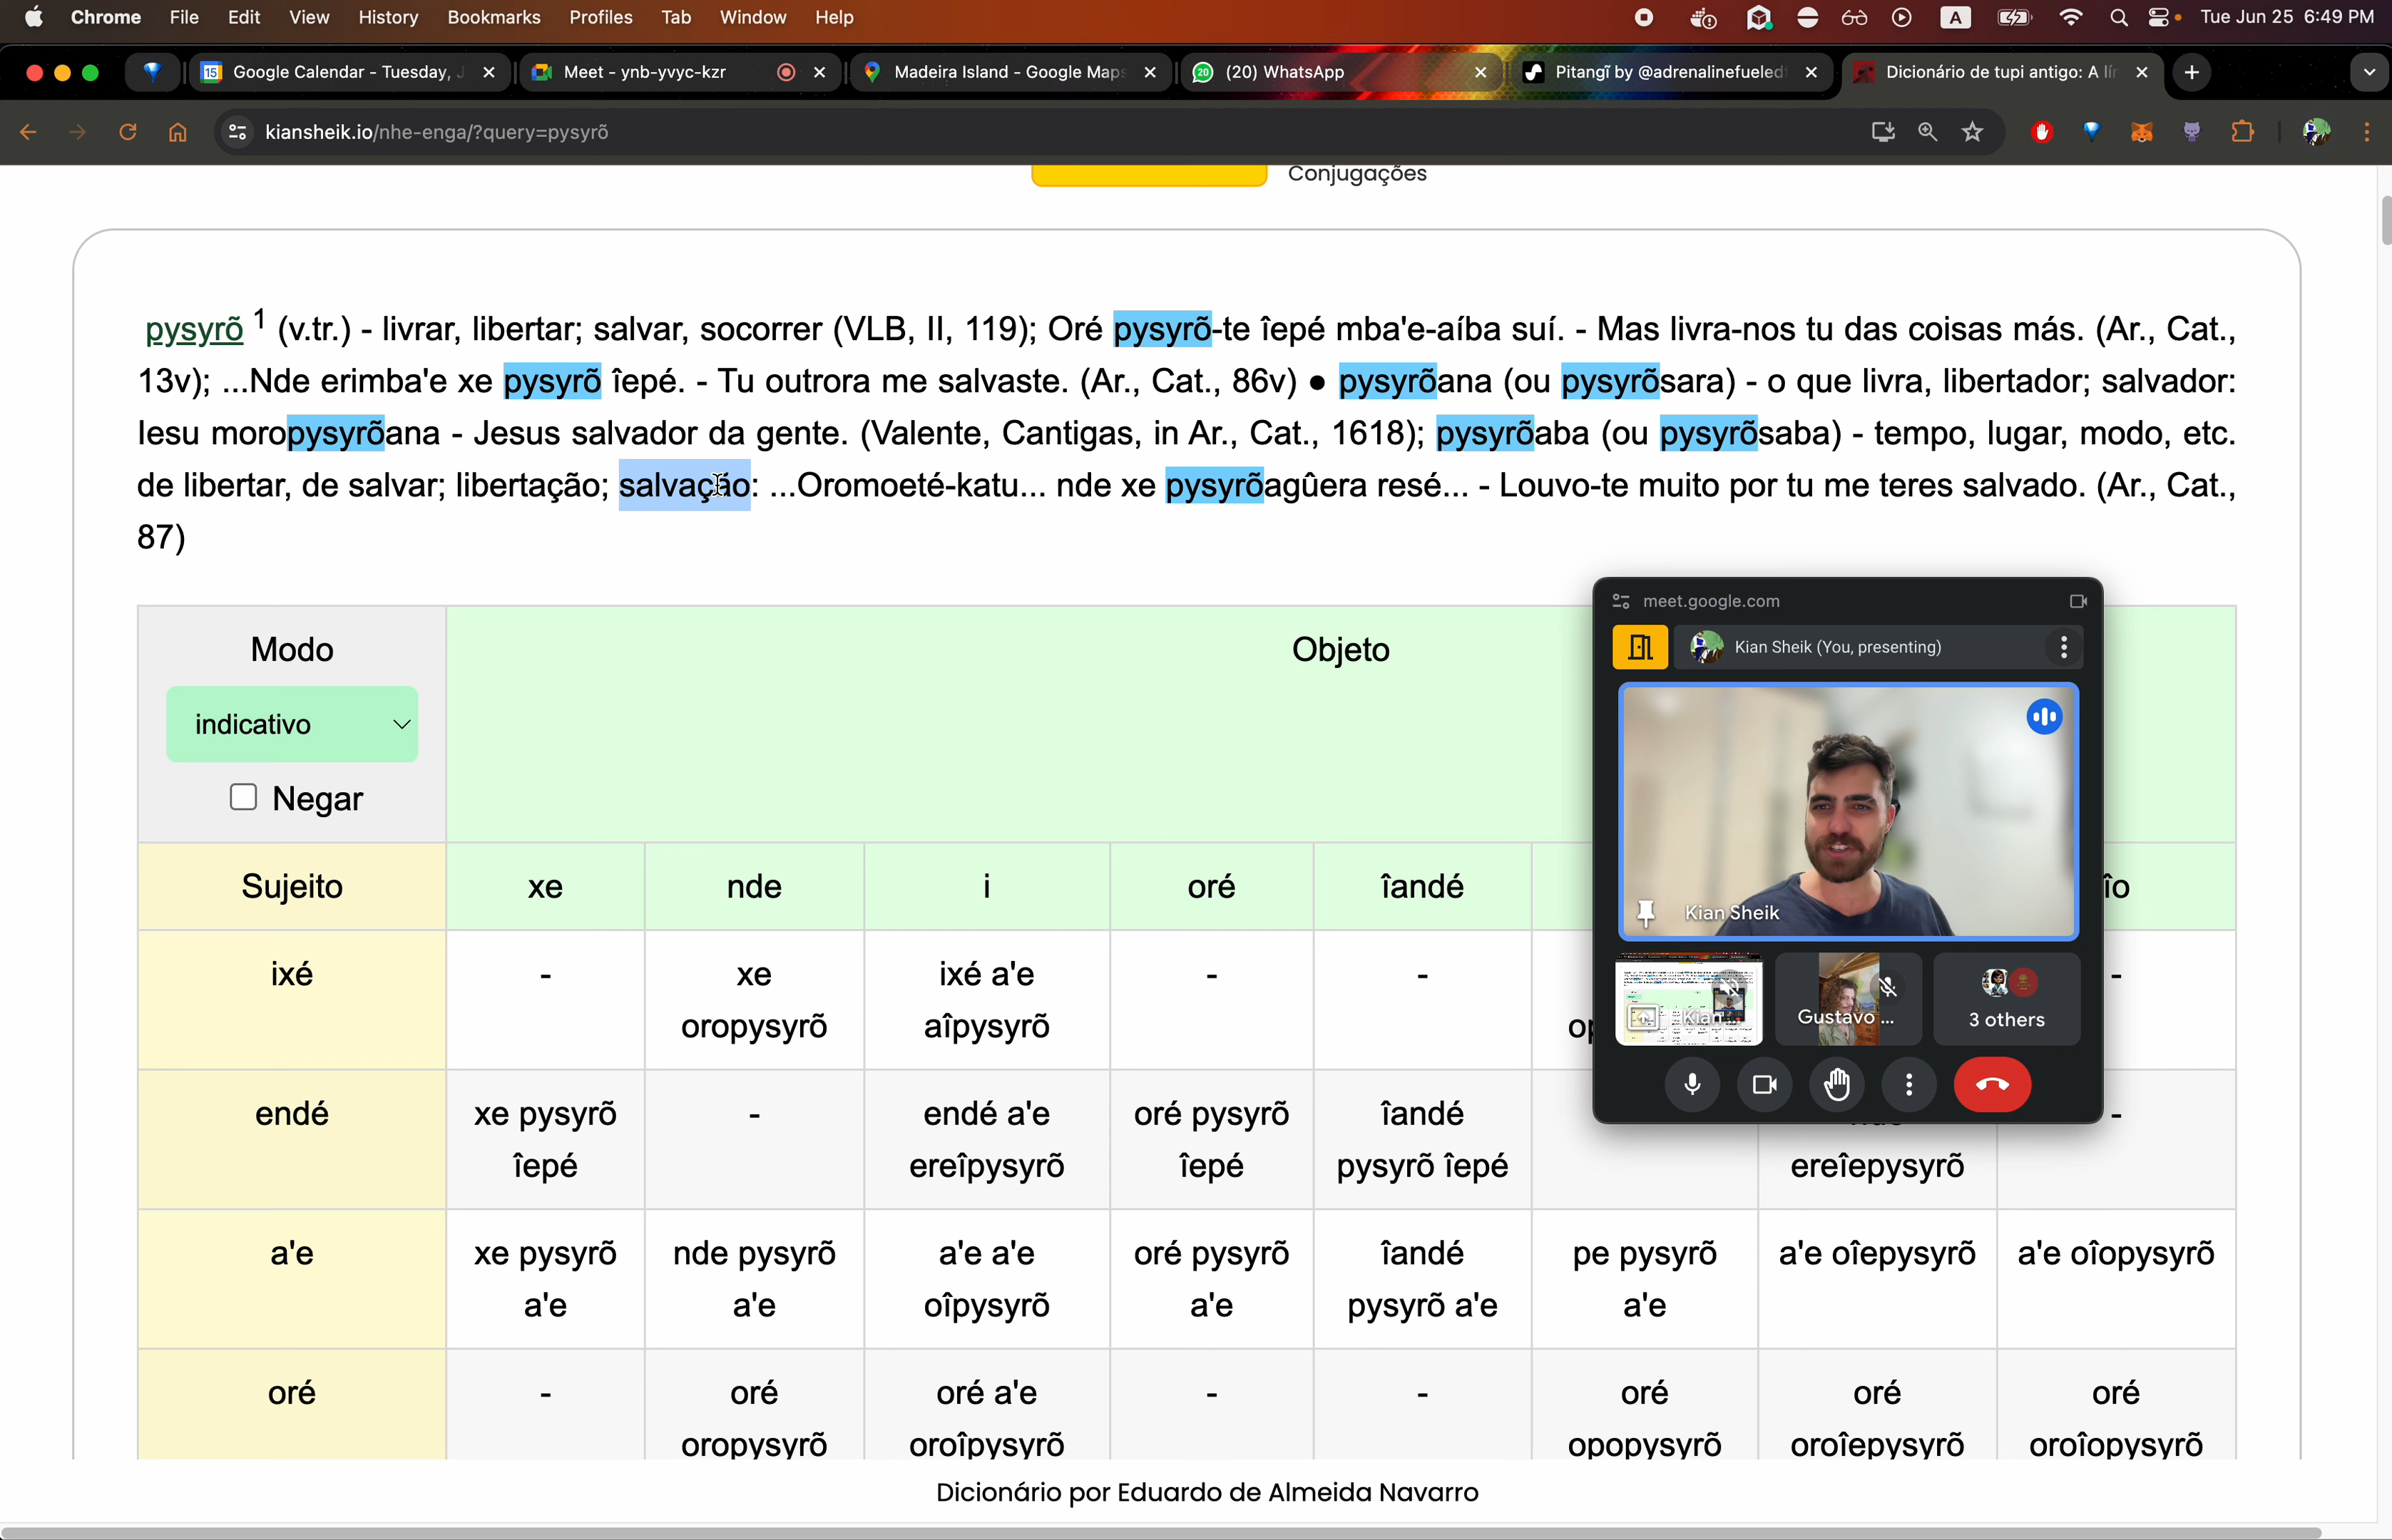 Chrome File Edit View History Bookmarks Profiles Tab Window Help A Tue Jun 25 6:49 PM
15 Google Calendar - Tuesday, J Meet - ynb-yvyc-kzr Madeira Island - Google Maps 20 (20) WhatsApp Pitangĩ by @adrenalinefueled Dicionário de tupi antigo: A lín
kiansheik.io/nhe-enga/?query=pysyrõ
Conjugações
pysyrõ 1 (v.tr.) - livrar, libertar; salvar, socorrer (VLB, II, 119); Oré pysyrõ-te îepé mba'e-aíba suí. - Mas livra-nos tu das coisas más. (Ar., Cat.,
13v); ...Nde erimba'e xe pysyrõ îepé. - Tu outrora me salvaste. (Ar., Cat., 86v) ● pysyrõana (ou pysyrõsara) - o que livra, libertador; salvador:
Iesu moropysyrõana - Jesus salvador da gente. (Valente, Cantigas, in Ar., Cat., 1618); pysyrõaba (ou pysyrõsaba) - tempo, lugar, modo, etc.
de libertar, de salvar; libertação; salvação: ...Oromoeté-katu... nde xe pysyrõagûera resé... - Louvo-te muito por tu me teres salvado. (Ar., Cat.,
87)
Modo Objeto
indicativo
Negar
Sujeito xe nde i oré îandé îo
ixé - xe oropysyrõ ixé a'e aîpysyrõ - - op -
endé xe pysyrõ îepé - endé a'e ereîpysyrõ oré pysyrõ îepé îandé pysyrõ îepé ereîepysyrõ -
a'e xe pysyrõ a'e nde pysyrõ a'e a'e a'e oîpysyrõ oré pysyrõ a'e îandé pysyrõ a'e pe pysyrõ a'e a'e oîepysyrõ a'e oîopysyrõ
oré - oré oropysyrõ oré a'e oroîpysyrõ - - oré opopysyrõ oré oroîepysyrõ oré oroîopysyrõ
meet.google.com
Kian Sheik (You, presenting)
Kian Sheik
Kian ...
Gustavo ...
3 others
Dicionário por Eduardo de Almeida Navarro